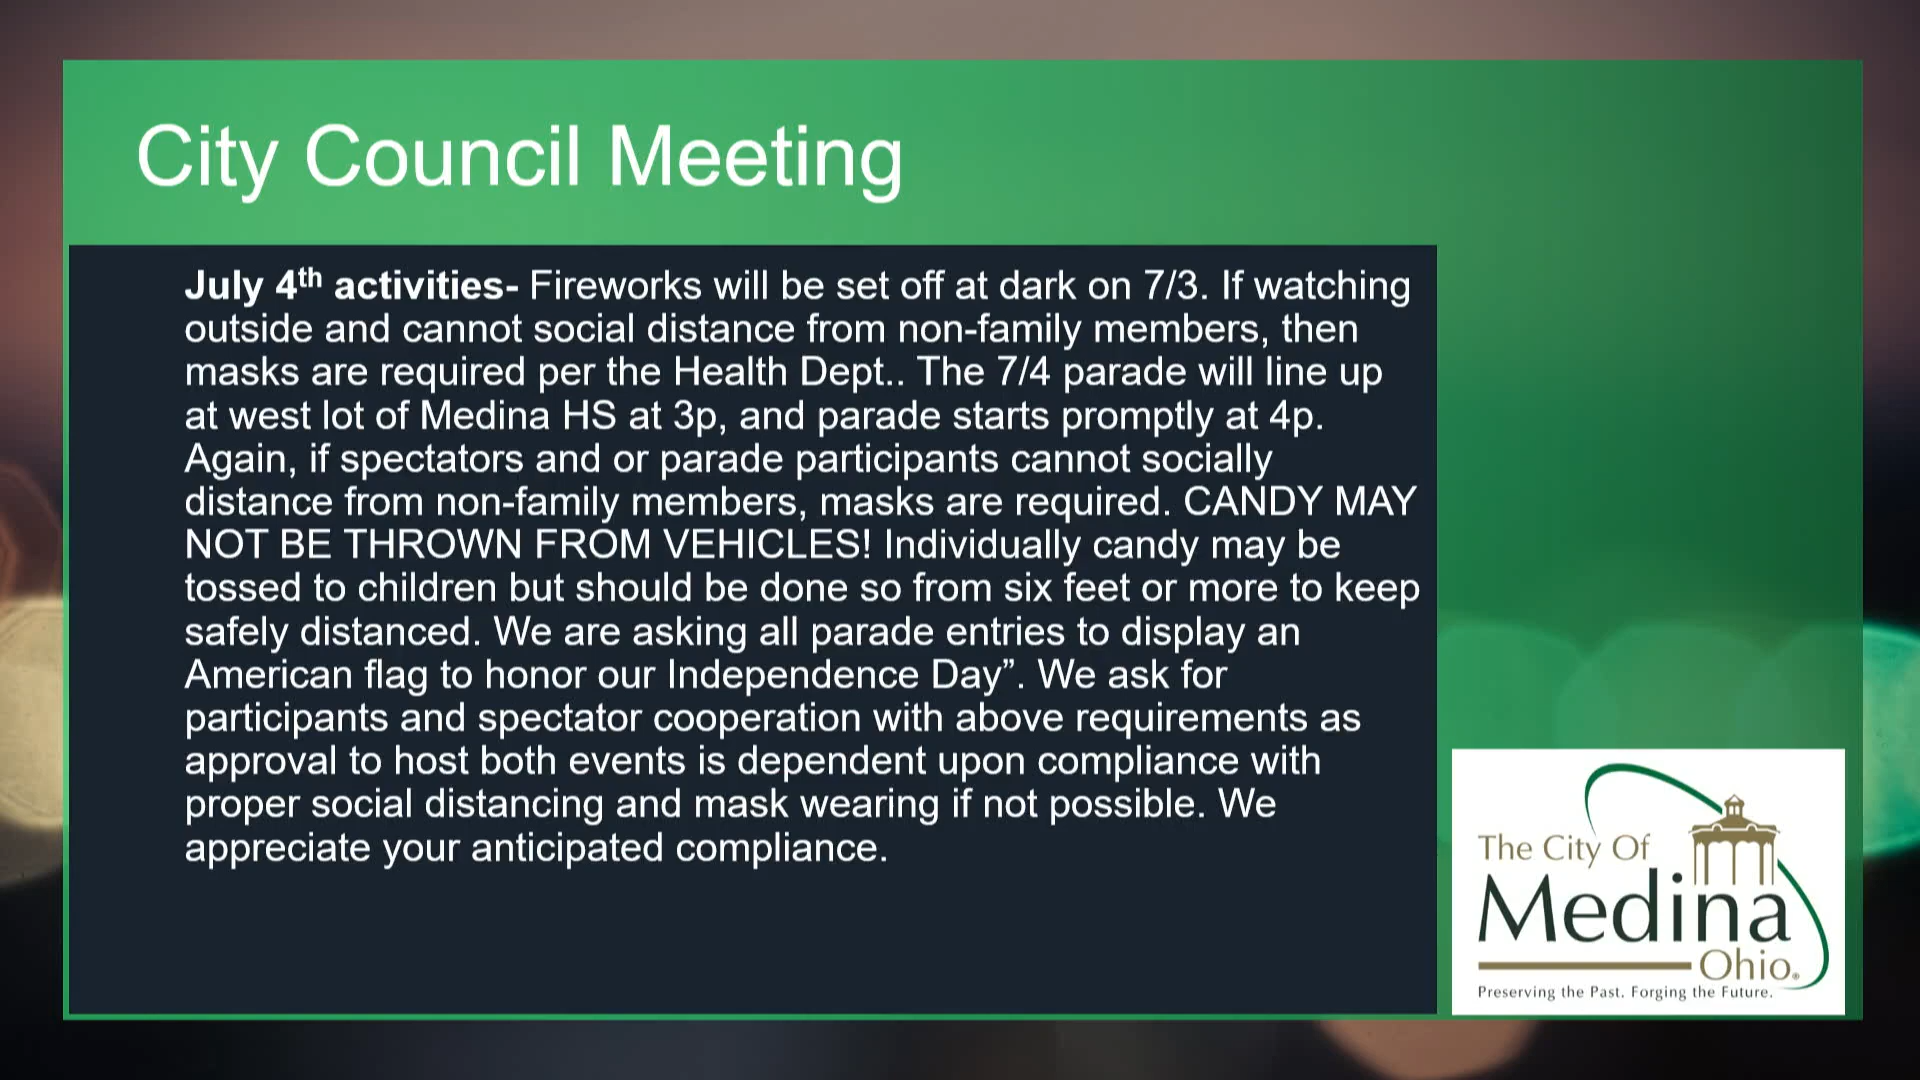 City Council Meeting
July 4th activities- Fireworks will be set off at dark on 7/3. If watching
outside and cannot social distance from non-family members, then
masks are required per the Health Dept.. The 7/4 parade will line up
at west lot of Medina HS at 3p, and parade starts promptly at 4p.
Again, if spectators and or parade participants cannot socially
distance from non-family members, masks are required. CANDY MAY
NOT BE THROWN FROM VEHICLES! Individually candy may be
tossed to children but should be done so from six feet or more to keep
safely distanced. We are asking all parade entries to display an
American flag to honor our Independence Day”. We ask for
participants and spectator cooperation with above requirements as
approval to host both events is dependent upon compliance with
proper social distancing and mask wearing if not possible. We
appreciate your anticipated compliance.
The City Of
Medina
Ohio®
Preserving the Past. Forging the Future.